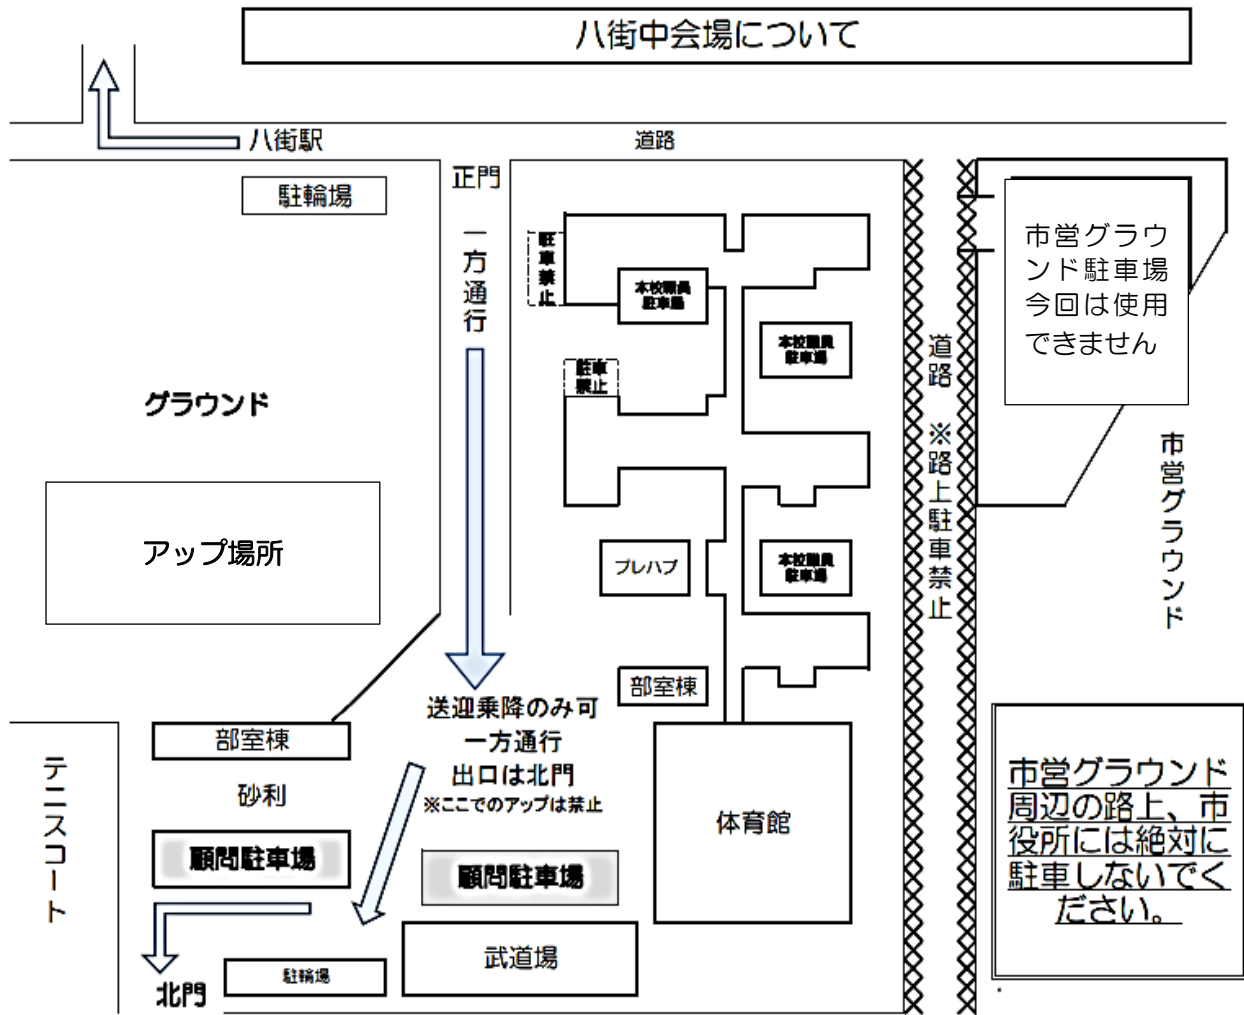 八街中会場について
八街駅
道路
正門
駐輪場
一方通行
駐車禁止
本校職員
駐車場
市営グラウ
ンド駐車場
今回は使用
できません
本校職員
駐車場
道路 ※路上駐車禁止
駐車
禁止
グラウンド
市営グラウンド
アップ場所
プレハブ
本校職員
駐車場
部室棟
送迎乗降のみ可
一方通行
出口は北門
※ここでのアップは禁止
部室棟
砂利
テニスコート
体育館
市営グラウンド
周辺の路上、市
役所には絶対に
駐車しないでく
ださい。
顧問駐車場
顧問駐車場
武道場
駐輪場
北門